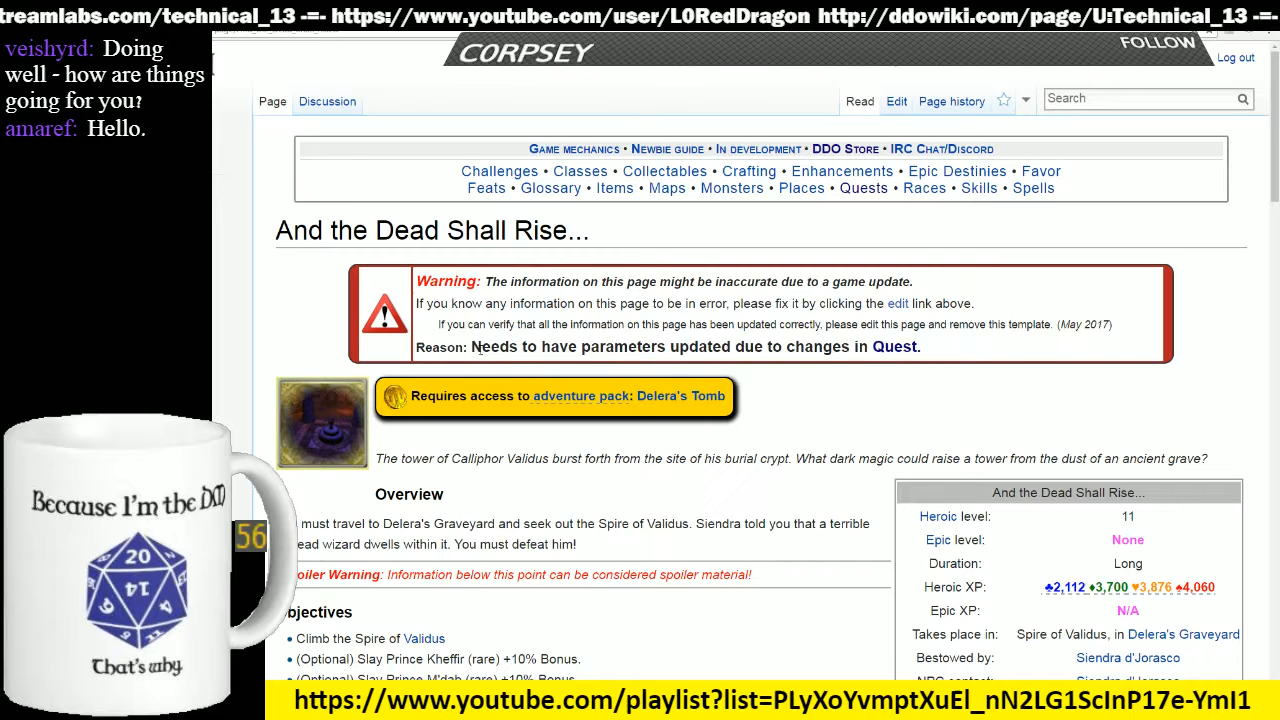 streamlabs.com/technical_13 -=- https://www.youtube.com/user/L0RedDragon http://ddowiki.com/page/U:Technical_13 -=-
veishyrd: Doing
well - how are things
going for you?
amaref: Hello.
CORPSEY
FOLLOW
Log out
Page Discussion
Read Edit Page history
Search
GAME MECHANICS • NEWBIE GUIDE • IN DEVELOPMENT • DDO STORE • IRC CHAT/DISCORD
Challenges • Classes • Collectables • Crafting • Enhancements • Epic Destinies • Favor
Feats • Glossary • Items • Maps • Monsters • Places • Quests • Races • Skills • Spells
And the Dead Shall Rise...
Warning: The information on this page might be inaccurate due to a game update.
If you know any information on this page to be in error, please fix it by clicking the edit link above.
If you can verify that all the information on this page has been updated correctly, please edit this page and remove this template. (May 2017)
Reason: Needs to have parameters updated due to changes in Quest.
Requires access to adventure pack: Delera's Tomb
The tower of Calliphor Validus burst forth from the site of his burial crypt. What dark magic could raise a tower from the dust of an ancient grave?
Overview
must travel to Delera's Graveyard and seek out the Spire of Validus. Siendra told you that a terrible
ead wizard dwells within it. You must defeat him!
oiler Warning: Information below this point can be considered spoiler material!
bjectives
• Climb the Spire of Validus
• (Optional) Slay Prince Kheffir (rare) +10% Bonus.
• (Optional) Slay Prince M'dab (rare) +10% Bonus.
And the Dead Shall Rise...
Heroic level: 11
Epic level: None
Duration: Long
Heroic XP: ♣2,112 ♦3,700 ♥3,876 ♠4,060
Epic XP: N/A
Takes place in: Spire of Validus, in Delera's Graveyard
Bestowed by: Siendra d'Jorasco
NPC contact: Siendra d'Jorasco
Because I'm the DM
20
14
That's why.
56
https://www.youtube.com/playlist?list=PLyXoYvmptXuEl_nN2LG1ScInP17e-YmI1